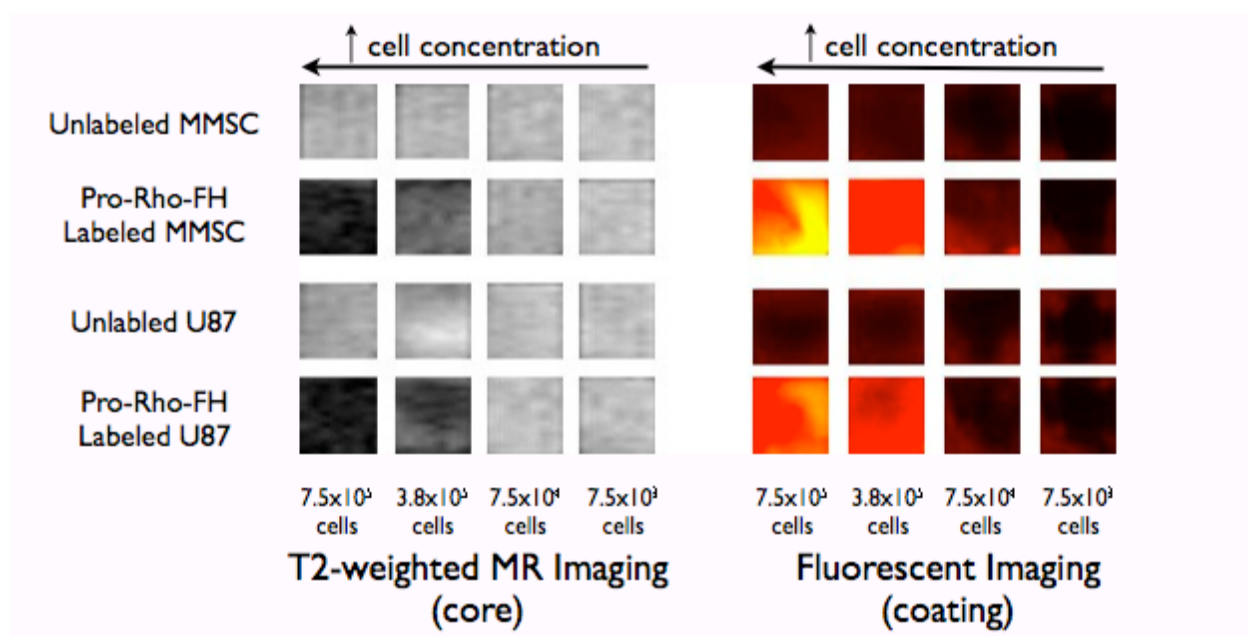 ↑ cell concentration
↑ cell concentration
Unlabeled MMSC
Pro-Rho-FH
Labeled MMSC
Unlabled U87
Pro-Rho-FH
Labeled U87
7.5x10⁵ 3.8x10⁵ 7.5x10⁴ 7.5x10³
cells cells cells cells
T2-weighted MR Imaging
(core)
7.5x10⁵ 3.8x10⁵ 7.5x10⁴ 7.5x10³
cells cells cells cells
Fluorescent Imaging
(coating)